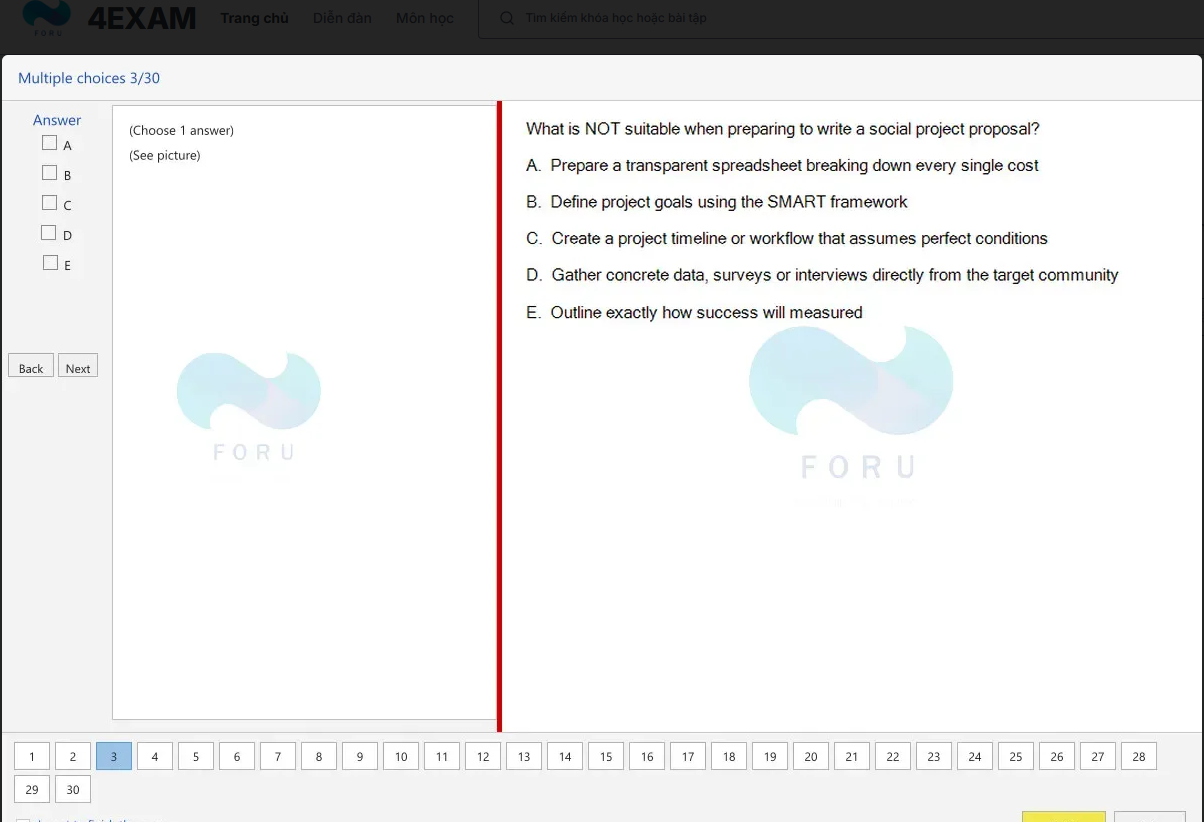 FORU
4EXAM
Trang chủ
Diễn đàn
Môn học
Tìm kiếm khóa học hoặc bài tập
Multiple choices 3/30
Answer
A
B
C
D
E
Back
Next
(Choose 1 answer)
(See picture)
FORU
What is NOT suitable when preparing to write a social project proposal?
A. Prepare a transparent spreadsheet breaking down every single cost
B. Define project goals using the SMART framework
C. Create a project timeline or workflow that assumes perfect conditions
D. Gather concrete data, surveys or interviews directly from the target community
E. Outline exactly how success will measured
FORU
1 2 3 4 5 6 7 8 9 10 11 12 13 14 15 16 17 18 19 20 21 22 23 24 25 26 27 28
29 30